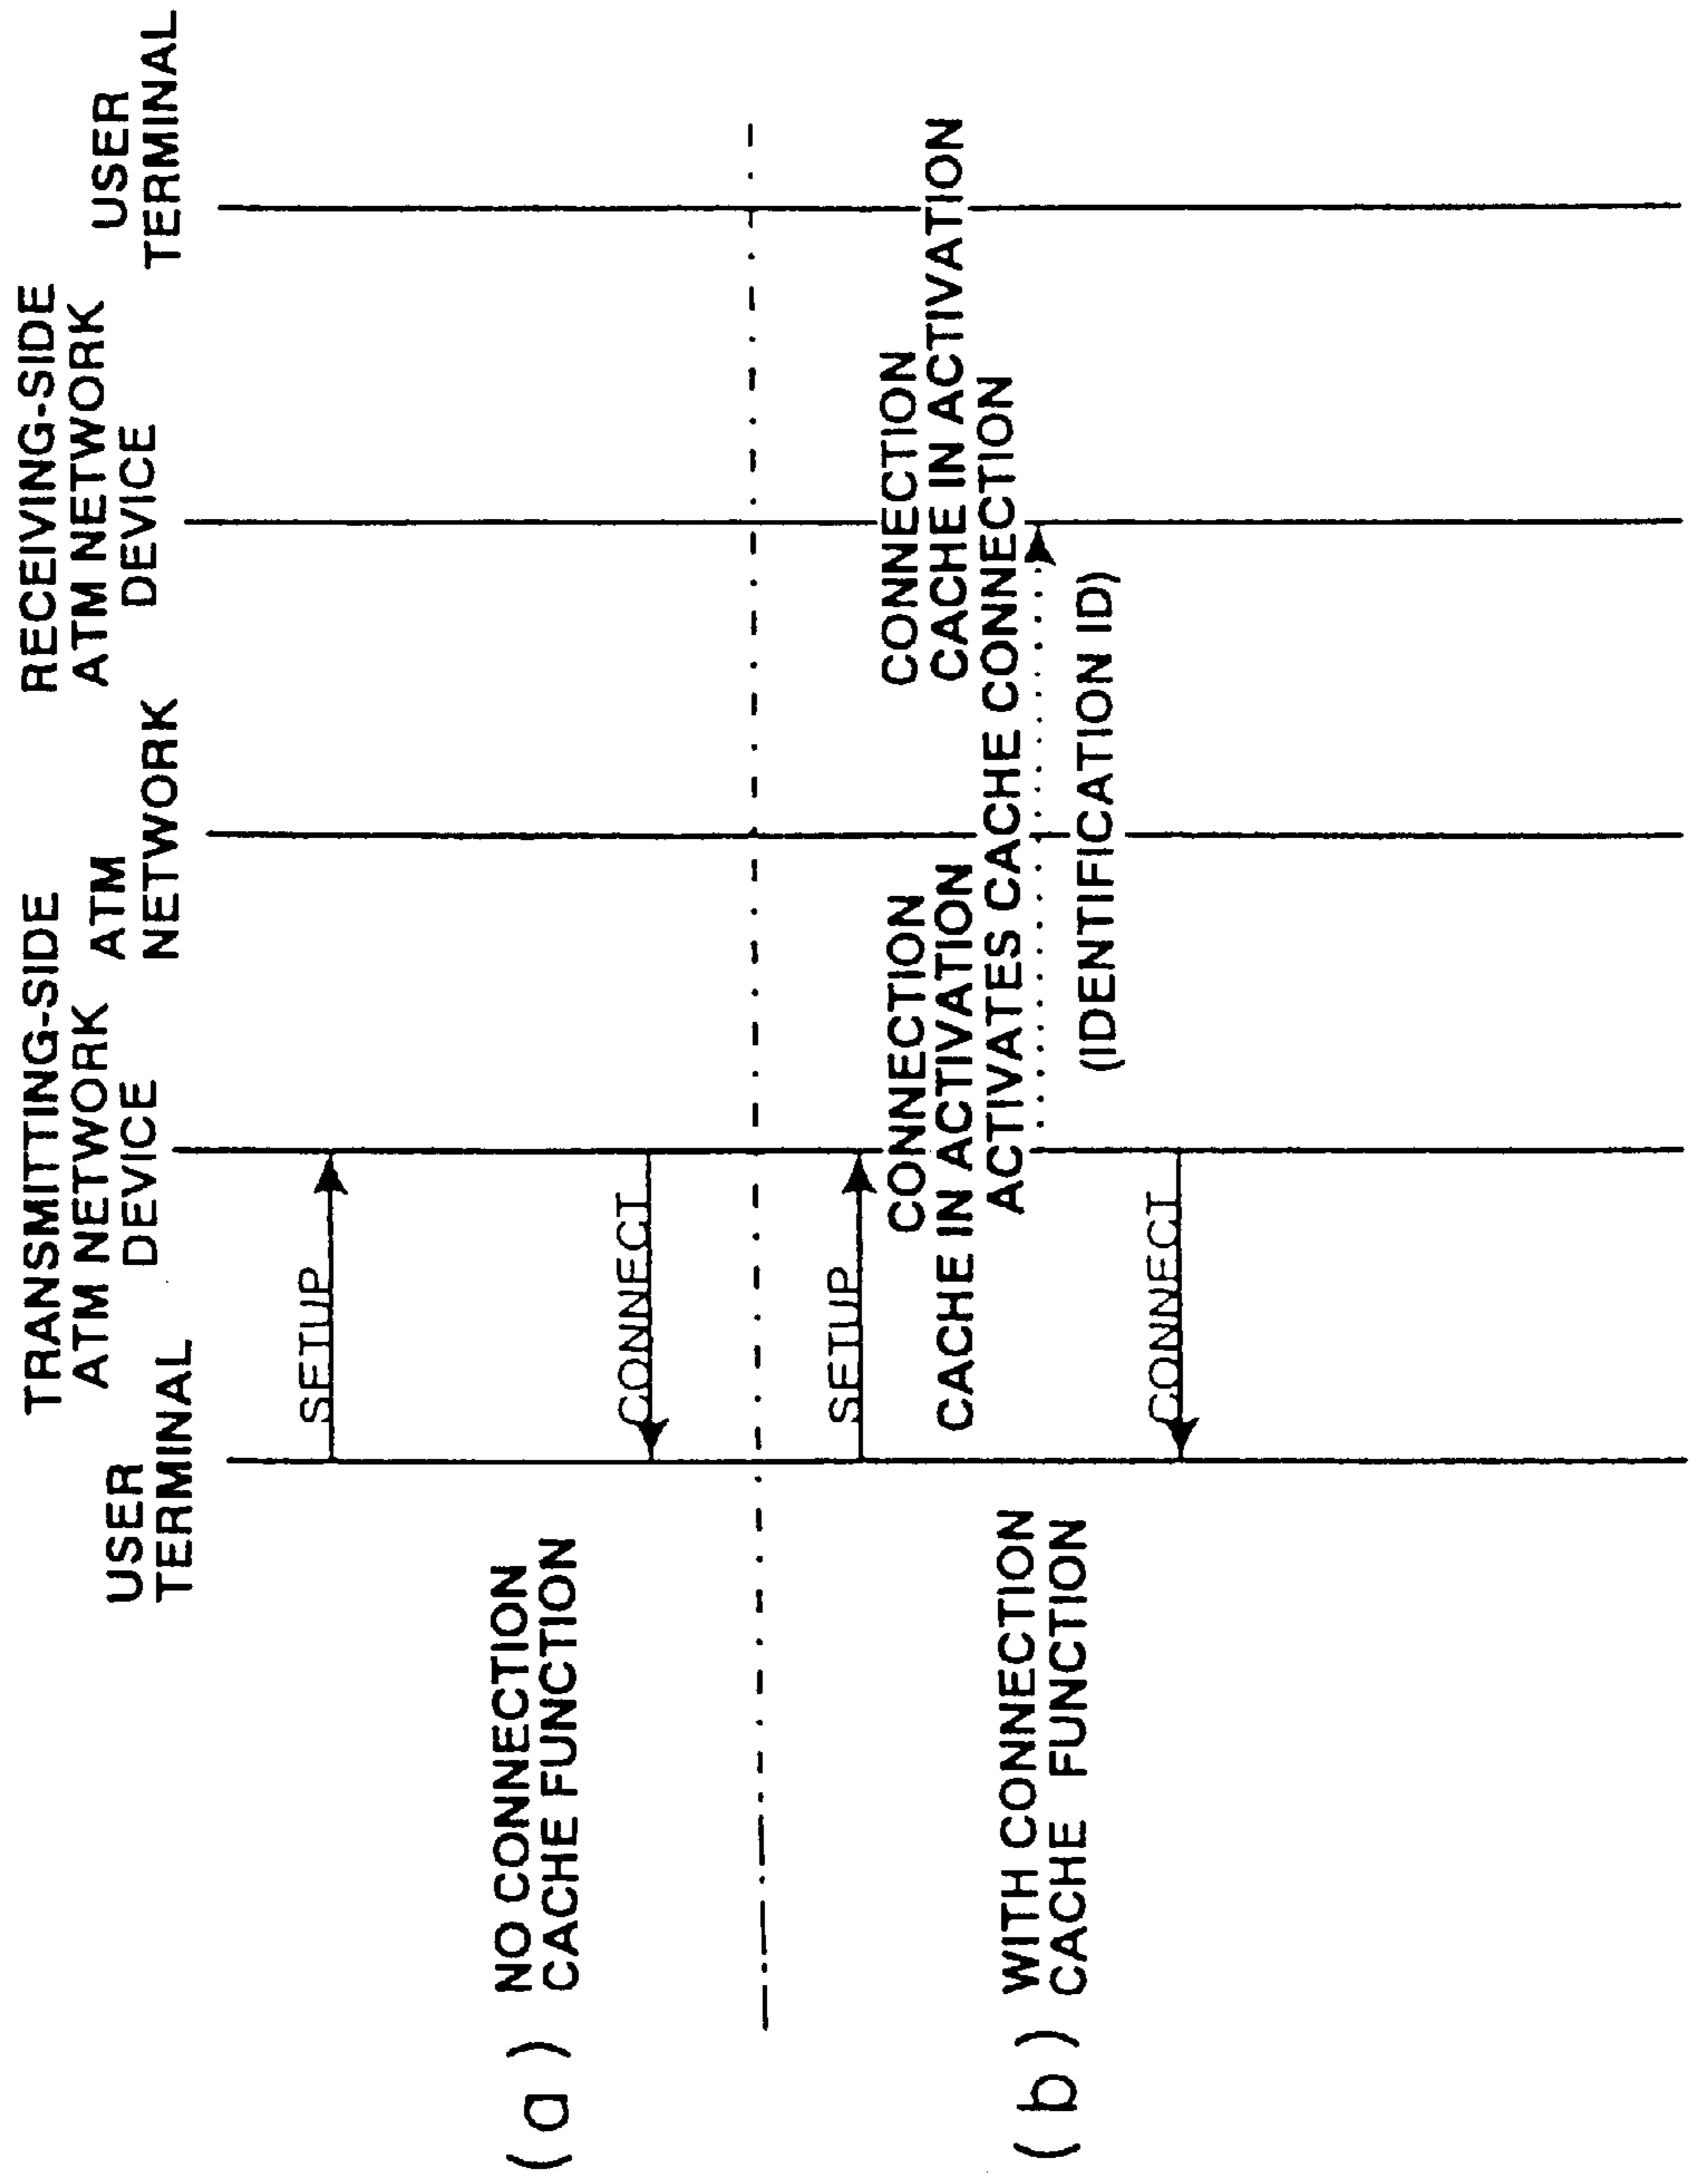 USER
TERMINAL
TRANSMITTING-SIDE
ATM NETWORK
DEVICE
ATM
NETWORK
RECEIVING-SIDE
ATM NETWORK
DEVICE
USER
TERMINAL
(a) NO CONNECTION
CACHE FUNCTION
SETUP
CONNECT
(b) WITH CONNECTION
CACHE FUNCTION
SETUP
CONNECTION
CACHE IN ACTIVATION
CONNECTION
CACHE IN ACTIVATION
ACTIVATES CACHE CONNECTION
(IDENTIFICATION ID)
CONNECT